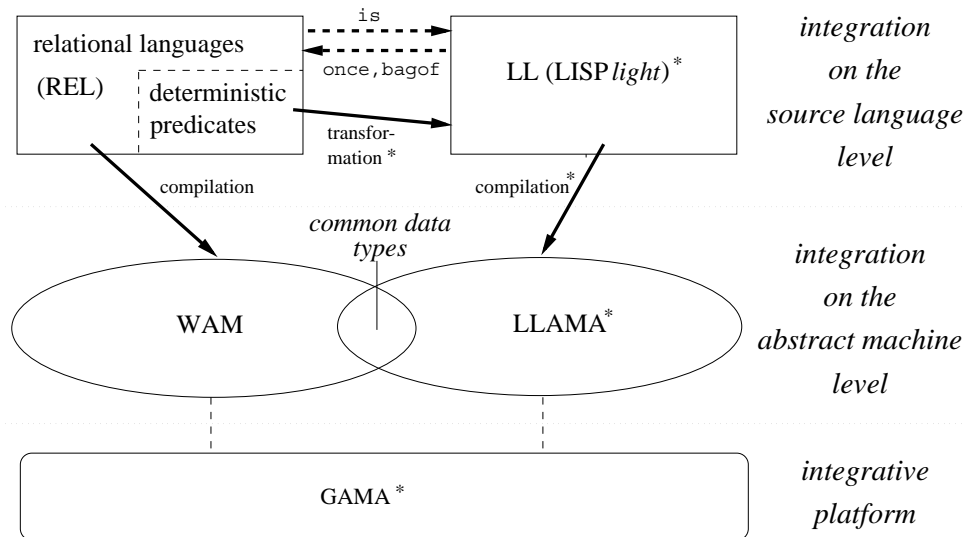 is
relational languages
(REL)
once,bagof
LL (LISP light)*
deterministic
predicates
transfor-
mation *
integration
on the
source language
level
compilation
compilation*
common data
types
WAM
LLAMA*
integration
on the
abstract machine
level
GAMA *
integrative
platform